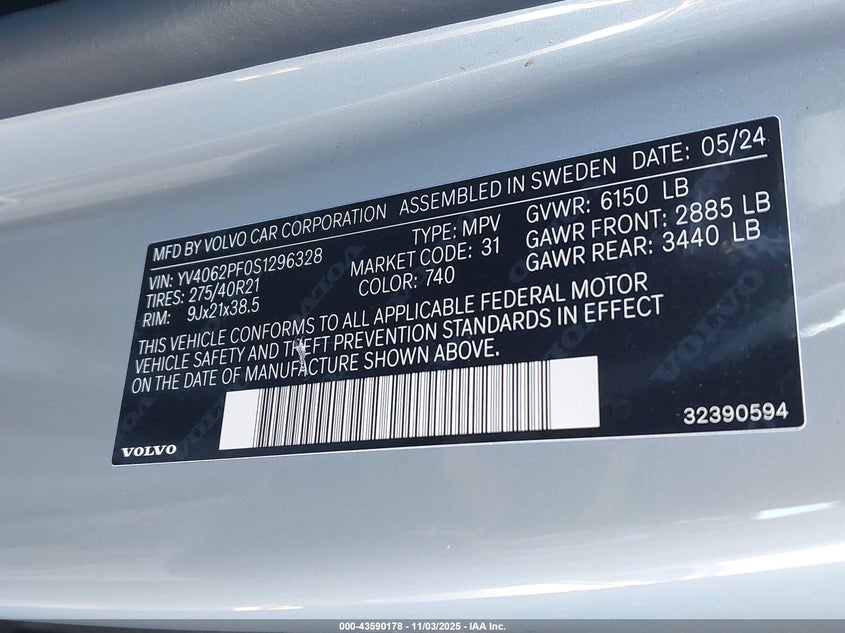 MFD BY VOLVO CAR CORPORATION ASSEMBLED IN SWEDEN DATE: 05/24
VIN: YV4062PF0S1296328 TYPE: MPV GVWR: 6150 LB
TIRES: 275/40R21 MARKET CODE: 31 GAWR FRONT: 2885 LB
RIM: 9Jx21x38.5 COLOR: 740 GAWR REAR: 3440 LB
THIS VEHICLE CONFORMS TO ALL APPLICABLE FEDERAL MOTOR
VEHICLE SAFETY AND THEFT PREVENTION STANDARDS IN EFFECT
ON THE DATE OF MANUFACTURE SHOWN ABOVE.
VOLVO
32390594
000-43590178 - 11/03/2025 - IAA Inc.